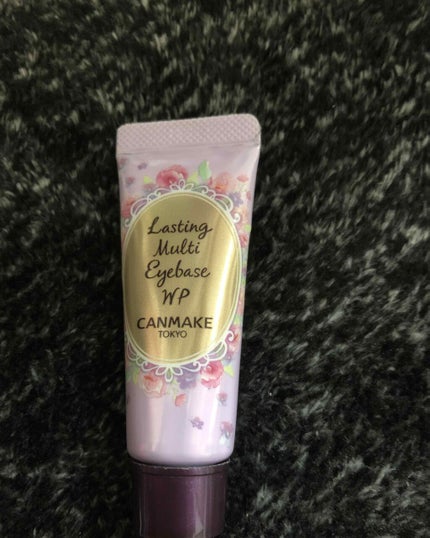 Lasting
Multi
Eyebase
WP
CANMAKE
TOKYO